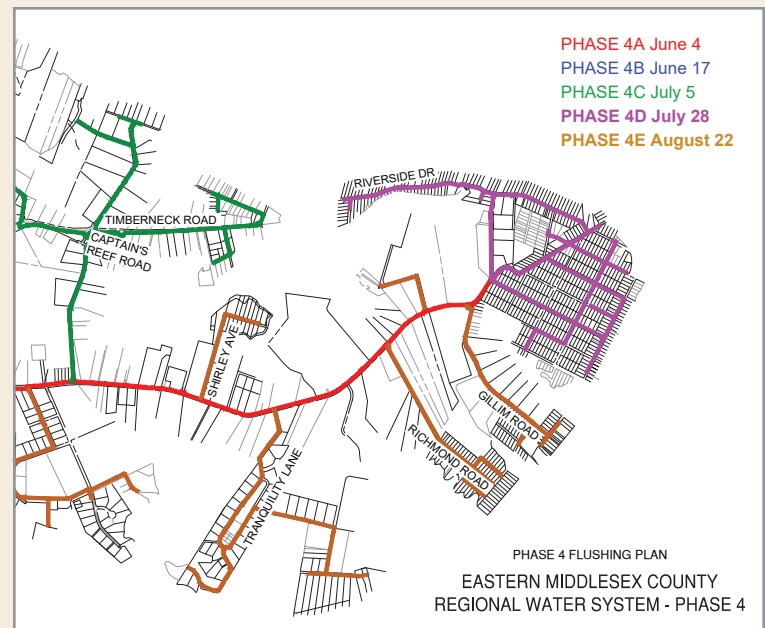 PHASE 4A June 4
PHASE 4B June 17
PHASE 4C July 5
PHASE 4D July 28
PHASE 4E August 22
RIVERSIDE DR
TIMBERNECK ROAD
CAPTAIN'S
REEF ROAD
SHIRLEY AVE
GILLIM ROAD
RICHMOND ROAD
TRANQUILITY LANE
PHASE 4 FLUSHING PLAN
EASTERN MIDDLESEX COUNTY
REGIONAL WATER SYSTEM - PHASE 4